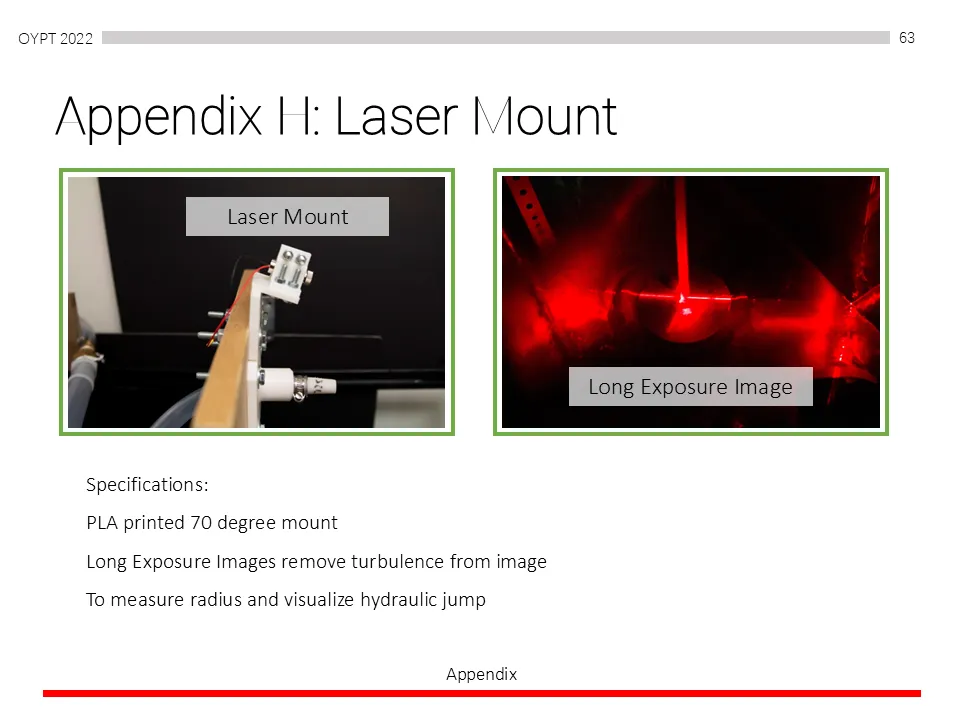 OYPT 2022
63
Appendix H: Laser Mount
Laser Mount
Long Exposure Image
Specifications:
PLA printed 70 degree mount
Long Exposure Images remove turbulence from image
To measure radius and visualize hydraulic jump
Appendix